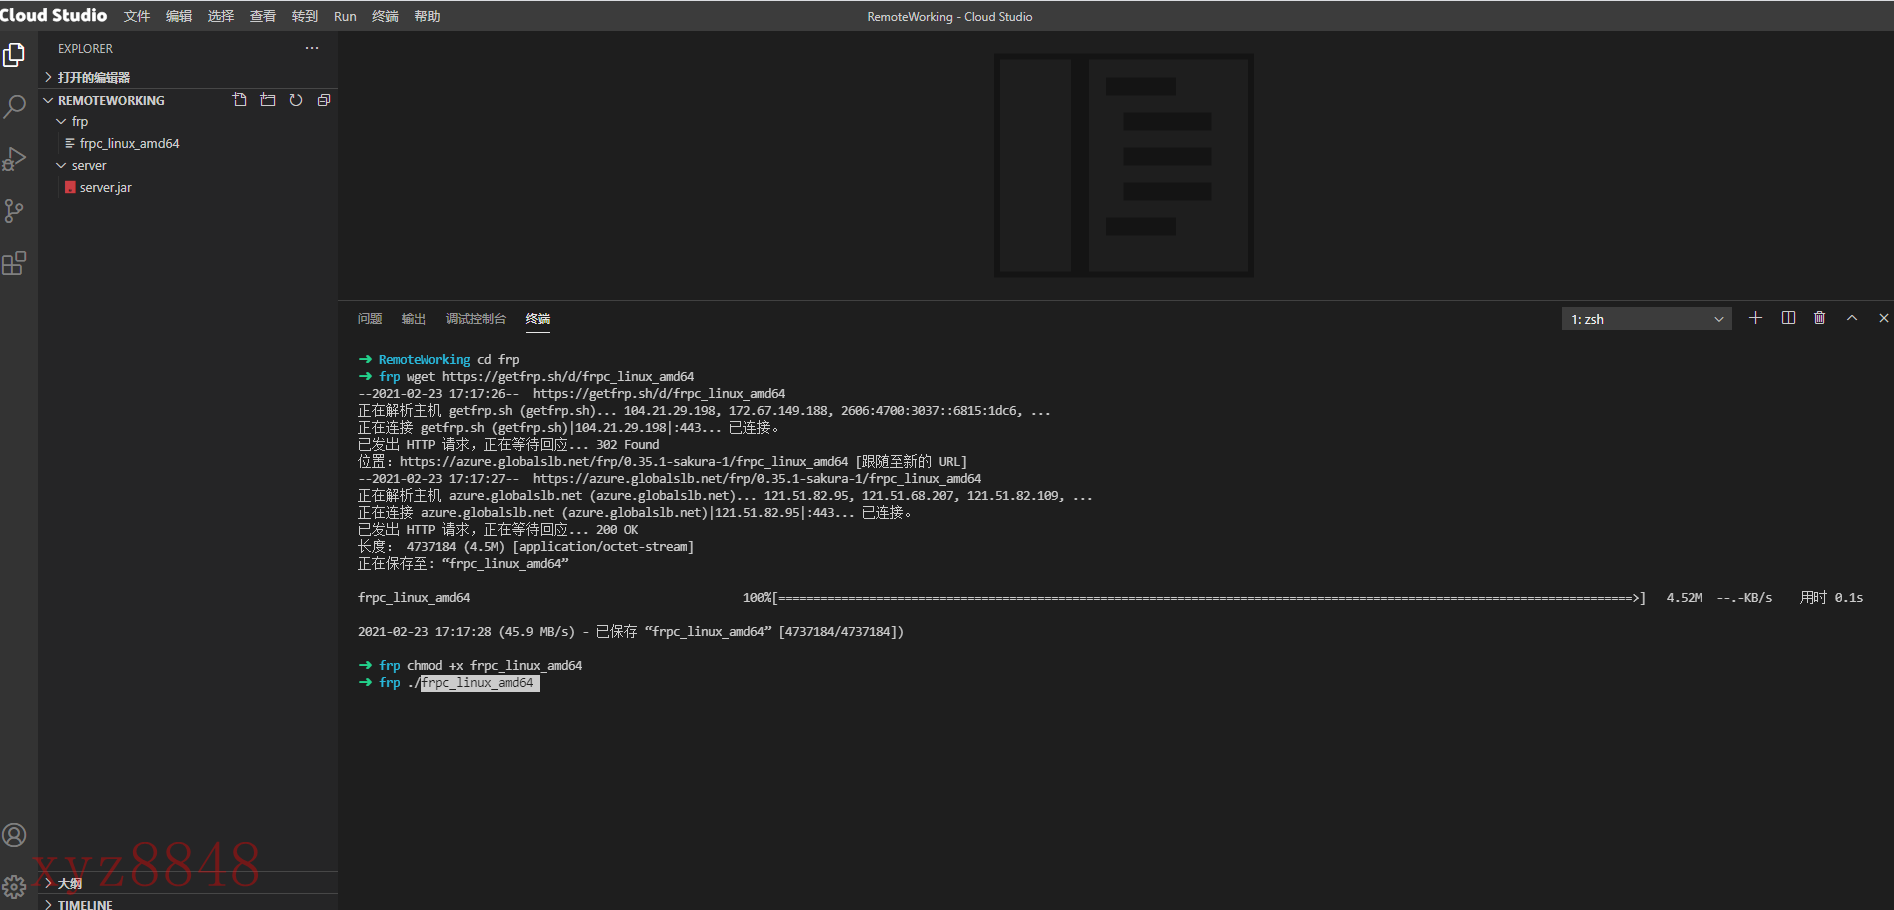 Cloud Studio 文件 编辑 选择 查看 转到 Run 终端 帮助 RemoteWorking - Cloud Studio
EXPLORER ···
打开的编辑器
REMOTEWORKING
frp
frpc_linux_amd64
server
server.jar
问题 输出 调试控制台 终端 1: zsh
➜ RemoteWorking cd frp
➜ frp wget https://getfrp.sh/d/frpc_linux_amd64
--2021-02-23 17:17:26--  https://getfrp.sh/d/frpc_linux_amd64
正在解析主机 getfrp.sh (getfrp.sh)... 104.21.29.198, 172.67.149.188, 2606:4700:3037::6815:1dc6, ...
正在连接 getfrp.sh (getfrp.sh)|104.21.29.198|:443... 已连接。
已发出 HTTP 请求，正在等待回应... 302 Found
位置：https://azure.globalslb.net/frp/0.35.1-sakura-1/frpc_linux_amd64 [跟随至新的 URL]
--2021-02-23 17:17:27--  https://azure.globalslb.net/frp/0.35.1-sakura-1/frpc_linux_amd64
正在解析主机 azure.globalslb.net (azure.globalslb.net)... 121.51.82.95, 121.51.68.207, 121.51.82.109, ...
正在连接 azure.globalslb.net (azure.globalslb.net)|121.51.82.95|:443... 已连接。
已发出 HTTP 请求，正在等待回应... 200 OK
长度： 4737184 (4.5M) [application/octet-stream]
正在保存至: “frpc_linux_amd64”
frpc_linux_amd64 100%[==========================================================================================================================>] 4.52M --.-KB/s 用时 0.1s
2021-02-23 17:17:28 (45.9 MB/s) - 已保存 “frpc_linux_amd64” [4737184/4737184])
➜ frp chmod +x frpc_linux_amd64
➜ frp ./frpc_linux_amd64
xyz8848
大纲
TIMELINE